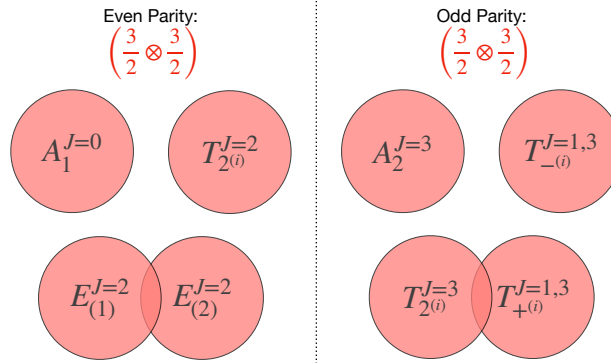 Even Parity:
(3/2 ⊗ 3/2)
A_1^{J=0}
T_{2^{(i)}}^{J=2}
E_{(1)}^{J=2}
E_{(2)}^{J=2}
Odd Parity:
(3/2 ⊗ 3/2)
A_2^{J=3}
T_{-^{(i)}}^{J=1,3}
T_{2^{(i)}}^{J=3}
T_{+^{(i)}}^{J=1,3}